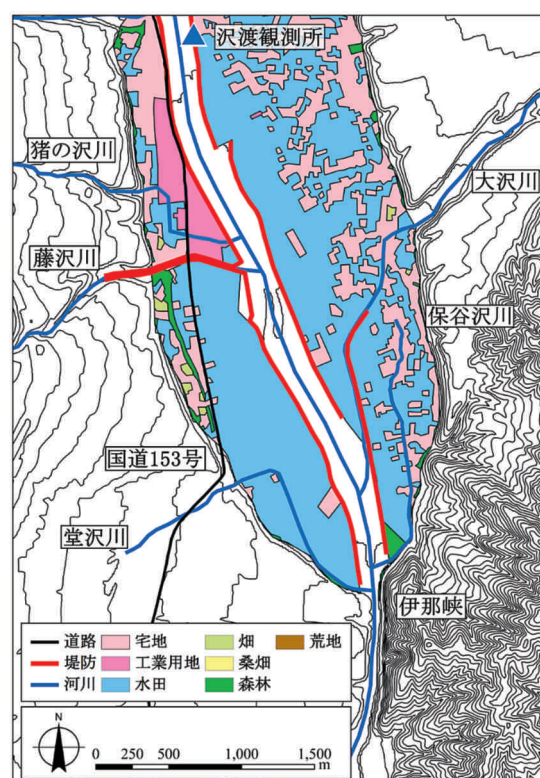 沢渡観測所
猪の沢川
大沢川
藤沢川
保谷沢川
国道153号
堂沢川
伊那峡
道路 宅地 畑 荒地
堤防 工業用地 桑畑
河川 水田 森林
N
0 250 500 1,000 1,500
m